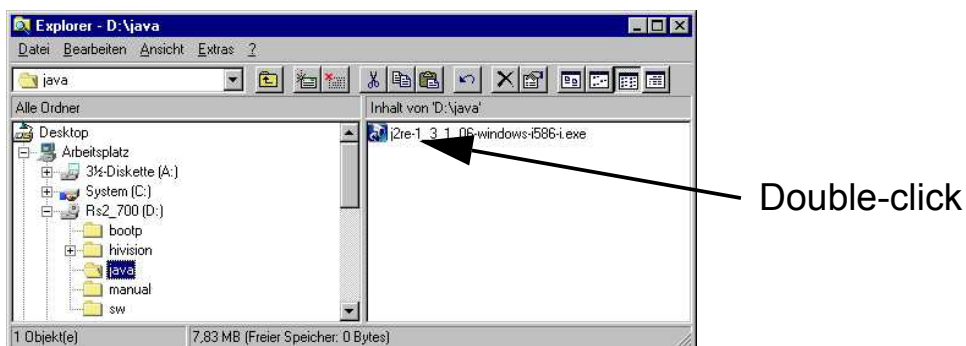 Explorer - D:\java
Datei Bearbeiten Ansicht Extras ?
java
Alle Ordner
Inhalt von 'D:\java'
Desktop
j2re-1_3_1_06-windows-i586-i.exe
Arbeitsplatz
3½-Diskette (A:)
System (C:)
Rs2_700 (D:)
Double-click
bootp
hivision
java
manual
sw
1 Objekt(e)
7,83 MB (Freier Speicher: 0 Bytes)